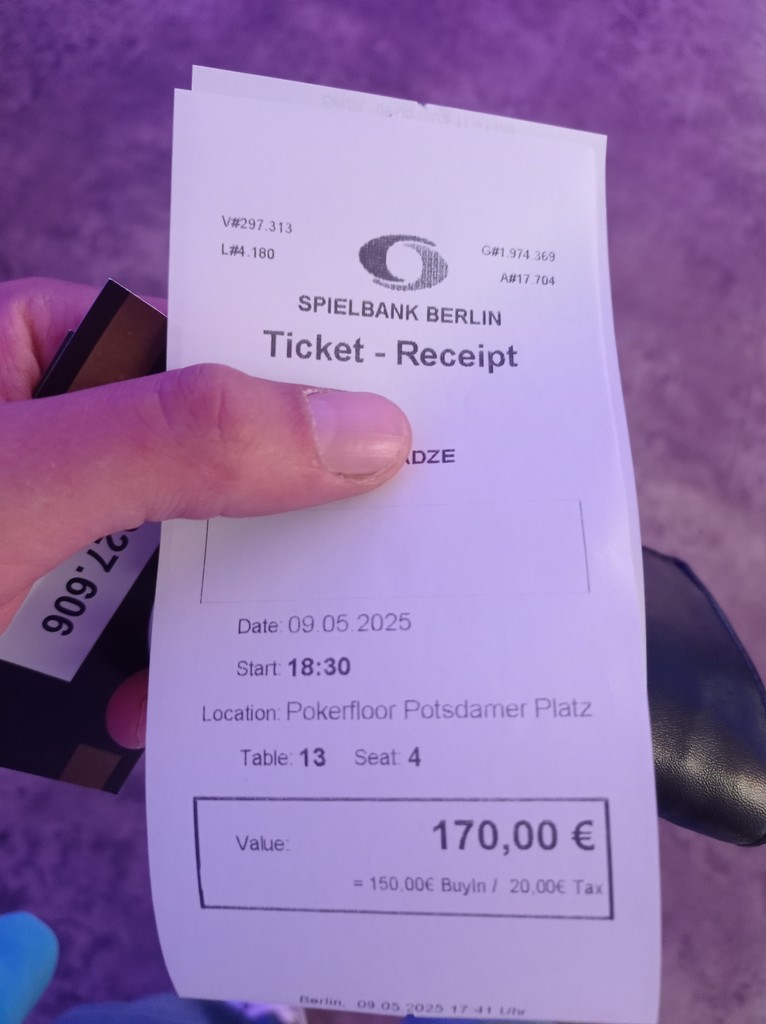 V#297.313
L#4.180
G#1.974.369
A#17.704
SPIELBANK BERLIN
Ticket - Receipt
ADZE
27.606
Date: 09.05.2025
Start: 18:30
Location: Pokerfloor Potsdamer Platz
Table: 13 Seat: 4
Value: 170,00 €
= 150,00€ BuyIn / 20,00€ Tax
Berlin, 09.05.2025 17:41 Uhr